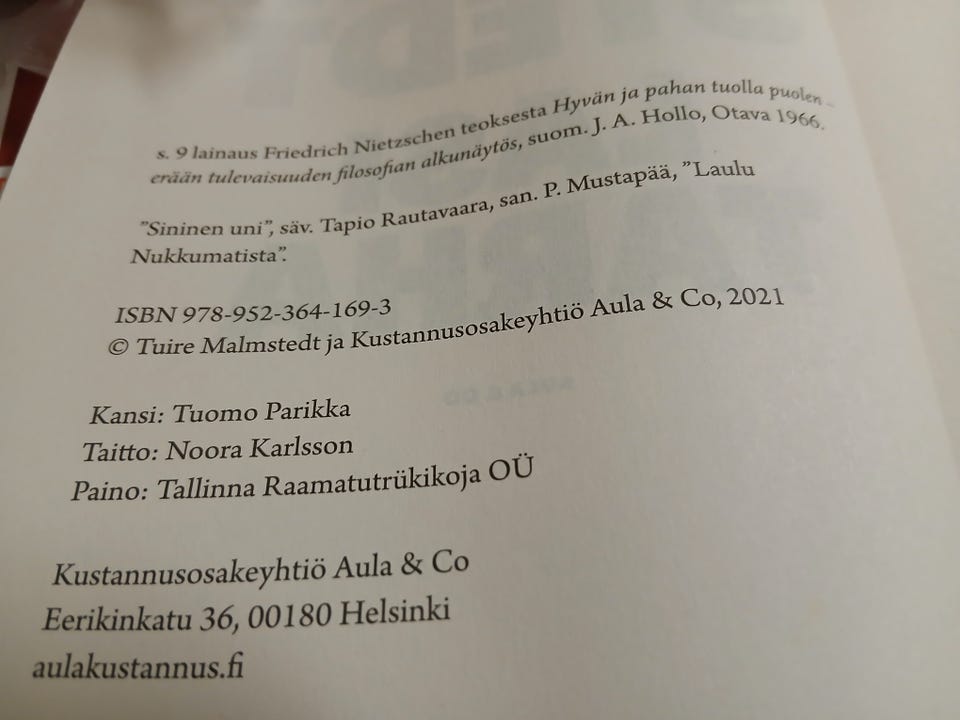 s. 9 lainaus Friedrich Nietzschen teoksesta Hyvän ja pahan tuolla puolen –
erään tulevaisuuden filosofian alkunäytös, suom. J. A. Hollo, Otava 1966.
”Sininen uni”, säv. Tapio Rautavaara, san. P. Mustapää, ”Laulu
Nukkumatista”.
ISBN 978-952-364-169-3
© Tuire Malmstedt ja Kustannusosakeyhtiö Aula & Co, 2021
Kansi: Tuomo Parikka
Taitto: Noora Karlsson
Paino: Tallinna Raamatutrükikoja OÜ
Kustannusosakeyhtiö Aula & Co
Eerikinkatu 36, 00180 Helsinki
aulakustannus.fi